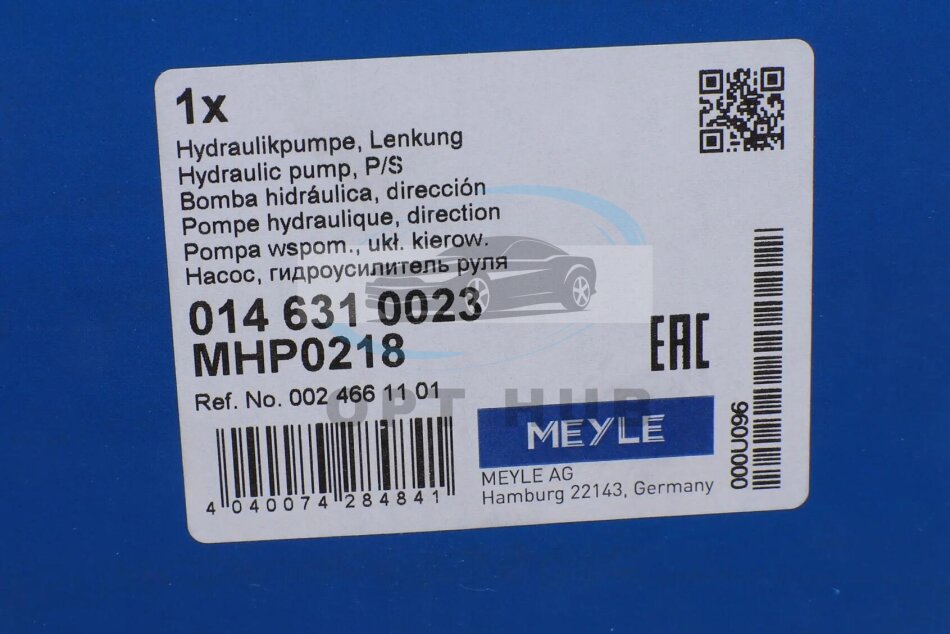 1x
Hydraulikpumpe, Lenkung
Hydraulic pump, P/S
Bomba hidráulica, dirección
Pompe hydraulique, direction
Pompa wspom., ukł. kierow.
Насос, гидроусилитель руля
014 631 0023
MHP0218
Ref. No. 002 466 11 01
OPT HUB
EAC
MEYLE
MEYLE AG
Hamburg 22143, Germany
4 040074 284841
000U096